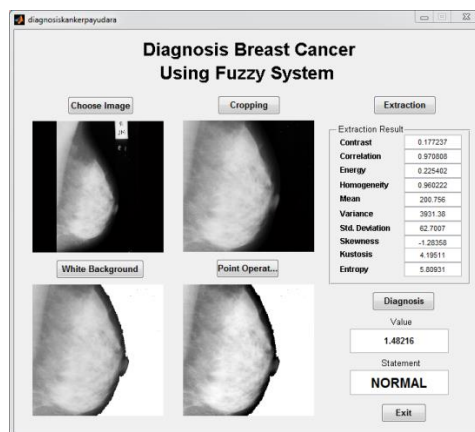 diagnosiskankerpayudara
Diagnosis Breast Cancer
Using Fuzzy System
Choose Image
Cropping
Extraction
Extraction Result
Contrast 0.177237
Correlation 0.970808
Energy 0.225402
Homogeneity 0.960222
Mean 200.756
Variance 3931.38
Std. Deviation 62.7007
Skewness -1.28358
Kustosis 4.19511
Entropy 5.80931
White Background
Point Operat...
Diagnosis
Value
1.48216
Statement
NORMAL
Exit